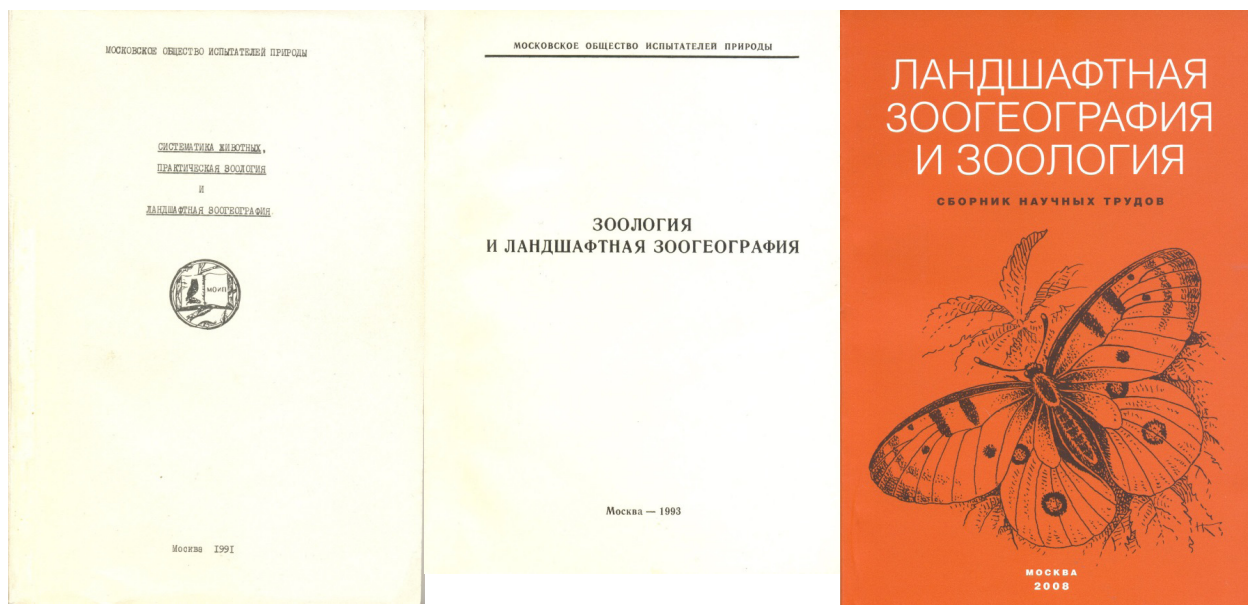 МОСКОВСКОЕ ОБЩЕСТВО ИСПЫТАТЕЛЕЙ ПРИРОДЫ
СИСТЕМАТИКА ЖИВОТНЫХ,
ПРАКТИЧЕСКАЯ ЗООЛОГИЯ
И
ЛАНДШАФТНАЯ ЗООГЕОГРАФИЯ
МОИП
Москва 1991
МОСКОВСКОЕ ОБЩЕСТВО ИСПЫТАТЕЛЕЙ ПРИРОДЫ
ЗООЛОГИЯ
И ЛАНДШАФТНАЯ ЗООГЕОГРАФИЯ
Москва — 1993
ЛАНДШАФТНАЯ
ЗООГЕОГРАФИЯ
И ЗООЛОГИЯ
СБОРНИК НАУЧНЫХ ТРУДОВ
МОСКВА
2008